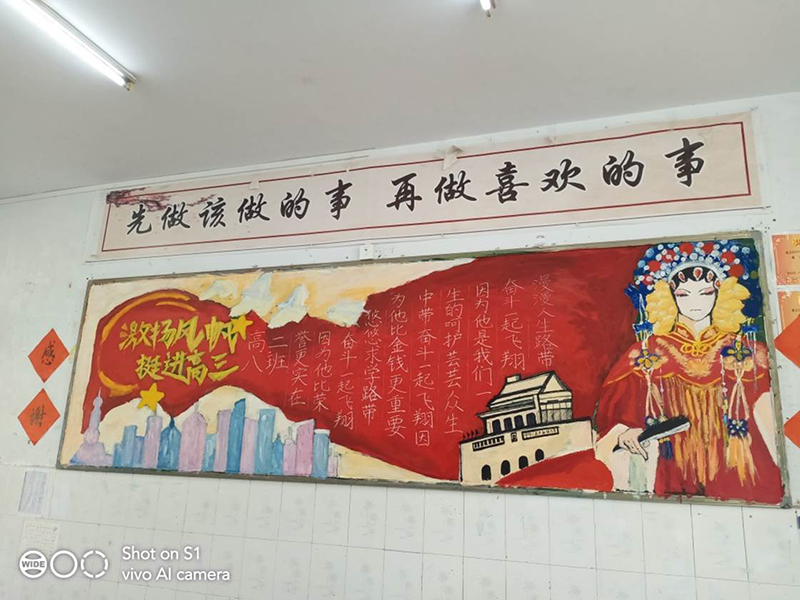 先做该做的事 再做喜欢的事
激扬风帆
挺进高三
漫漫人生路带
奋斗一起飞翔
因为他是我们一
生的呵护芸芸众生
中带奋斗一起飞翔因
为他比金钱更重要
悠悠求学路带
奋斗一起飞翔
因为他比荣
誉更实在
高二
八班
感
谢
WIDE
Shot on S1
vivo AI camera